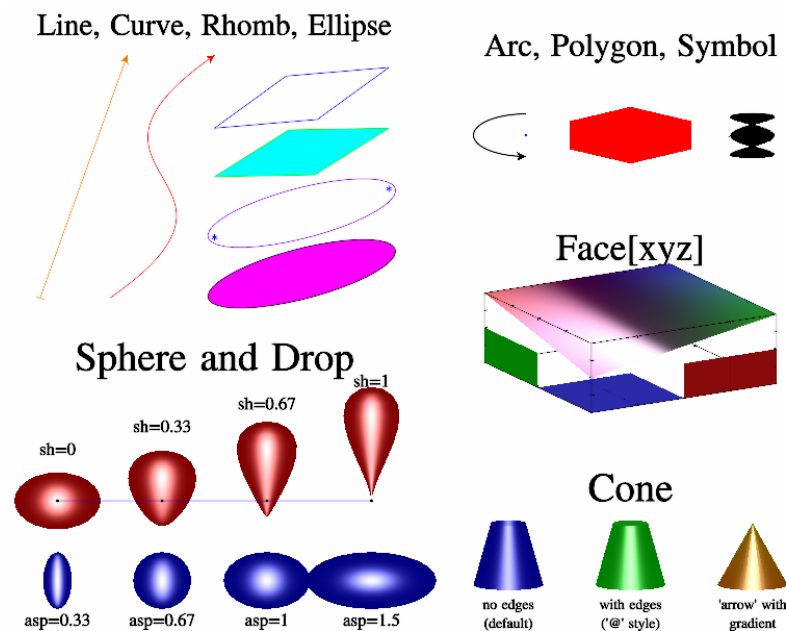 Line, Curve, Rhomb, Ellipse
Arc, Polygon, Symbol
Face[xyz]
Sphere and Drop
sh=0
sh=0.33
sh=0.67
sh=1
asp=0.33
asp=0.67
asp=1
asp=1.5
Cone
no edges
(default)
with edges
('@' style)
'arrow' with
gradient